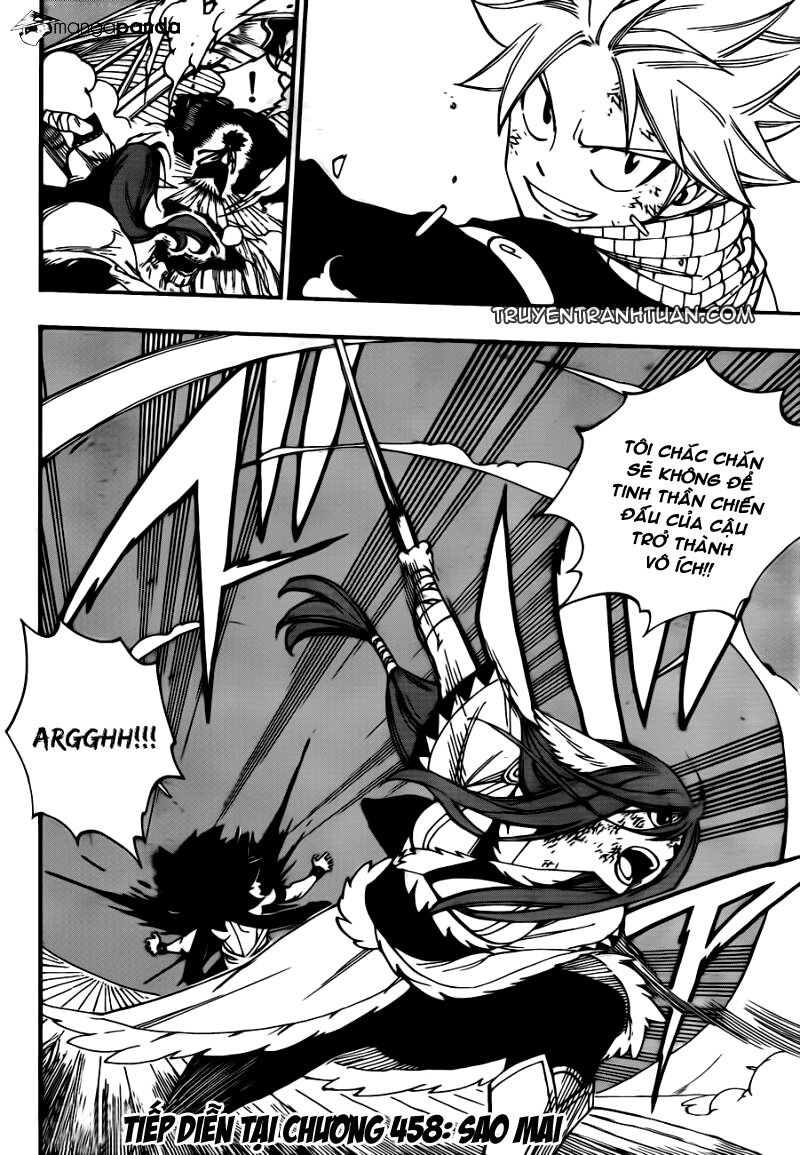 mangapanda
!
TRUYENTRANHTUAN.COM
TÔI CHẮC CHẮN
SẼ KHÔNG ĐỂ
TINH THẦN CHIẾN
ĐẤU CỦA CẬU
TRỞ THÀNH
VÔ ÍCH!!
ARGGHH!!!
TIẾP DIỄN TẠI CHƯƠNG 458: SAO MAI